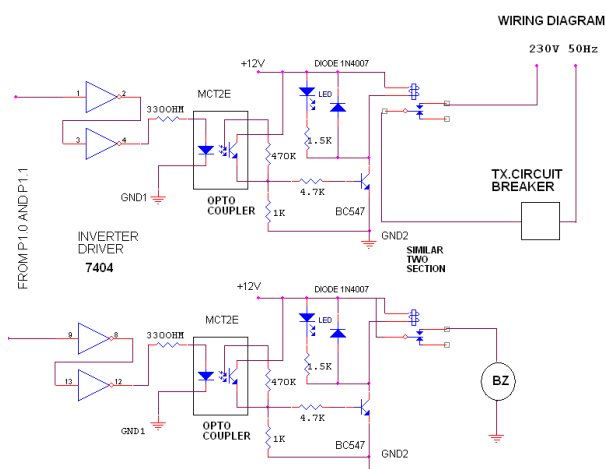 WIRING DIAGRAM
230V 50Hz
+12V
DIODE 1N4007
MCT2E
LED
1
2
330OHM
3
4
1.5K
470K
4.7K
TX.CIRCUIT
BREAKER
GND1
OPTO
COUPLER
1K
BC547
GND2
FROM P1.0 AND P1.1
INVERTER
DRIVER
7404
SIMILAR
TWO
SECTION
+12V
DIODE 1N4007
MCT2E
LED
9
8
330OHM
13
12
1.5K
470K
4.7K
BZ
GND1
OPTO
COUPLER
1K
BC547
GND2